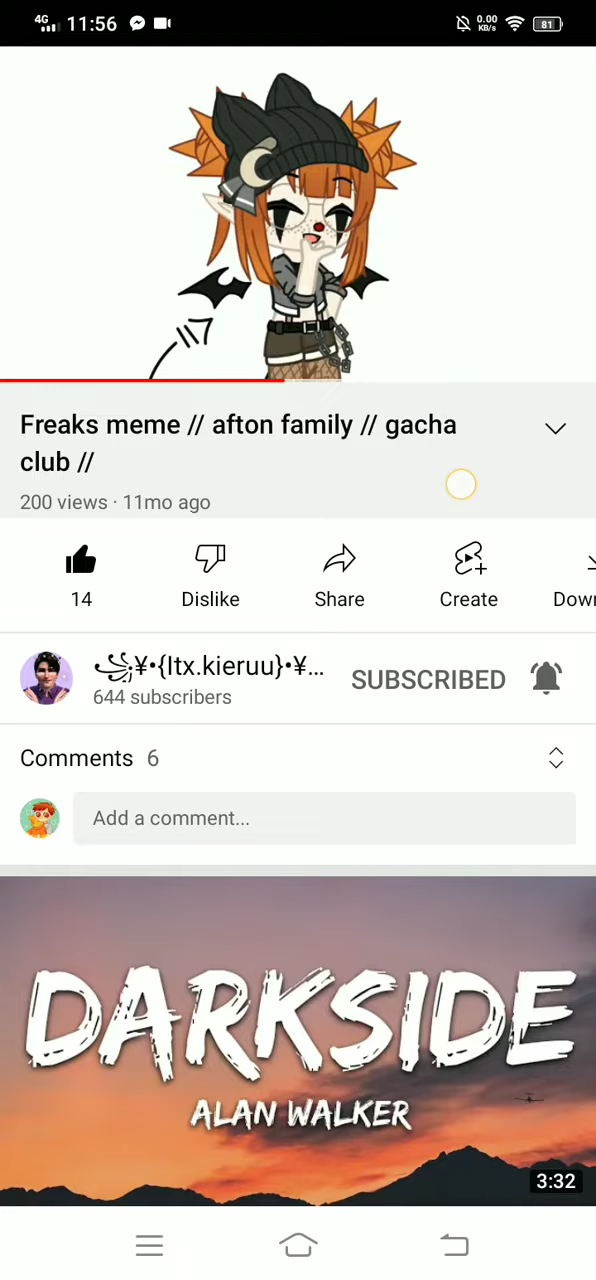 4G 11:56 0.00 KB/s 81
Freaks meme // afton family // gacha
club //
200 views · 11mo ago
14 Dislike Share Create Down
꧁¥•{Itx.kieruu}•¥...
SUBSCRIBED
644 subscribers
Comments 6
Add a comment...
DARKSIDE
ALAN WALKER
3:32